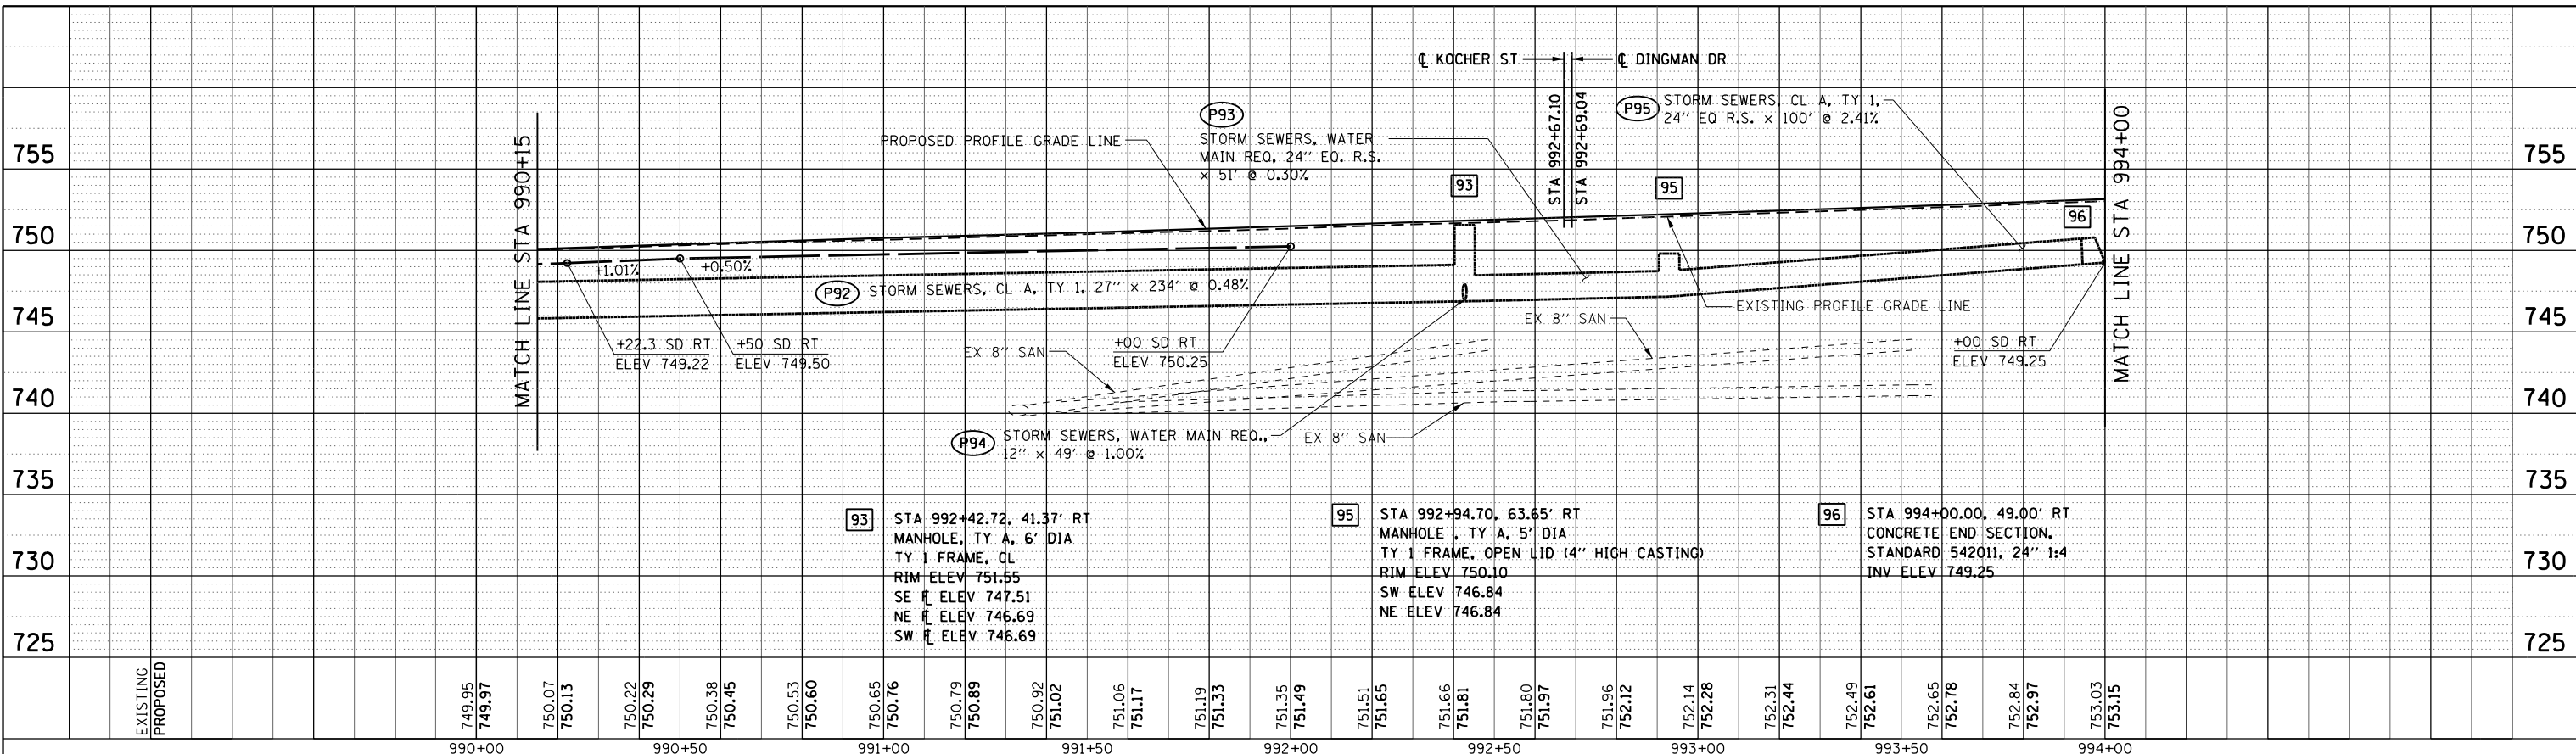 ℄ KOCHER ST
℄ DINGMAN DR
STA 992+67.10
STA 992+69.04
P93
STORM SEWERS, WATER
MAIN REQ, 24'' EQ. R.S.
x 51' @ 0.30%
P95
STORM SEWERS, CL A, TY 1,
24'' EQ R.S. x 100' @ 2.41%
PROPOSED PROFILE GRADE LINE
MATCH LINE STA 990+15
MATCH LINE STA 994+00
755
755
750
750
745
745
740
740
735
735
730
730
725
725
93
95
96
+1.01%
+0.50%
P92
STORM SEWERS, CL A, TY 1, 27'' x 234' @ 0.48%
EXISTING PROFILE GRADE LINE
EX 8'' SAN
EX 8'' SAN
+22.3 SD RT
ELEV 749.22
+50 SD RT
ELEV 749.50
+00 SD RT
ELEV 750.25
+00 SD RT
ELEV 749.25
P94
STORM SEWERS, WATER MAIN REQ.,
12'' x 49' @ 1.00%
EX 8'' SAN
93
STA 992+42.72, 41.37' RT
MANHOLE, TY A, 6' DIA
TY 1 FRAME, CL
RIM ELEV 751.55
SE FL ELEV 747.51
NE FL ELEV 746.69
SW FL ELEV 746.69
95
STA 992+94.70, 63.65' RT
MANHOLE , TY A, 5' DIA
TY 1 FRAME, OPEN LID (4'' HIGH CASTING)
RIM ELEV 750.10
SW ELEV 746.84
NE ELEV 746.84
96
STA 994+00.00, 49.00' RT
CONCRETE END SECTION,
STANDARD 542011, 24'' 1:4
INV ELEV 749.25
EXISTING
PROPOSED
749.95
749.97
750.07
750.13
750.22
750.29
750.38
750.45
750.53
750.60
750.65
750.76
750.79
750.89
750.92
751.02
751.06
751.17
751.19
751.33
751.35
751.49
751.51
751.65
751.66
751.81
751.80
751.97
751.96
752.12
752.14
752.28
752.31
752.44
752.49
752.61
752.65
752.78
752.84
752.97
753.03
753.15
990+00
990+50
991+00
991+50
992+00
992+50
993+00
993+50
994+00